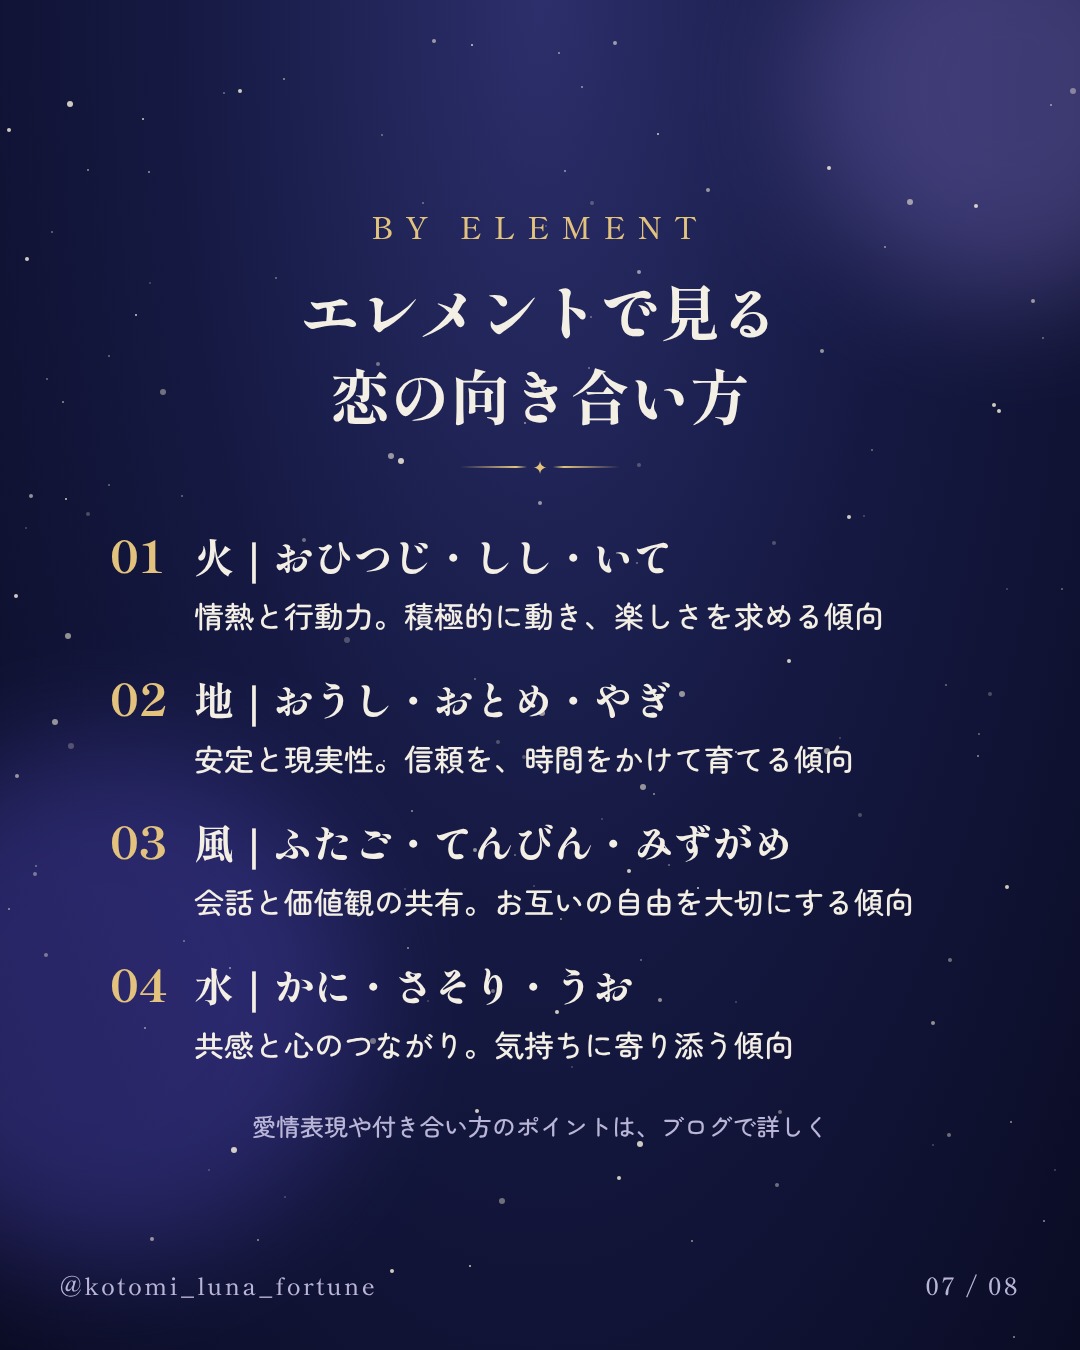 BY ELEMENT
エレメントで見る
恋の向き合い方
01 火｜おひつじ・しし・いて
情熱と行動力。積極的に動き、楽しさを求める傾向
02 地｜おうし・おとめ・やぎ
安定と現実性。信頼を、時間をかけて育てる傾向
03 風｜ふたご・てんびん・みずがめ
会話と価値観の共有。お互いの自由を大切にする傾向
04 水｜かに・さそり・うお
共感と心のつながり。気持ちに寄り添う傾向
愛情表現や付き合い方のポイントは、ブログで詳しく
@kotomi_luna_fortune
07 / 08